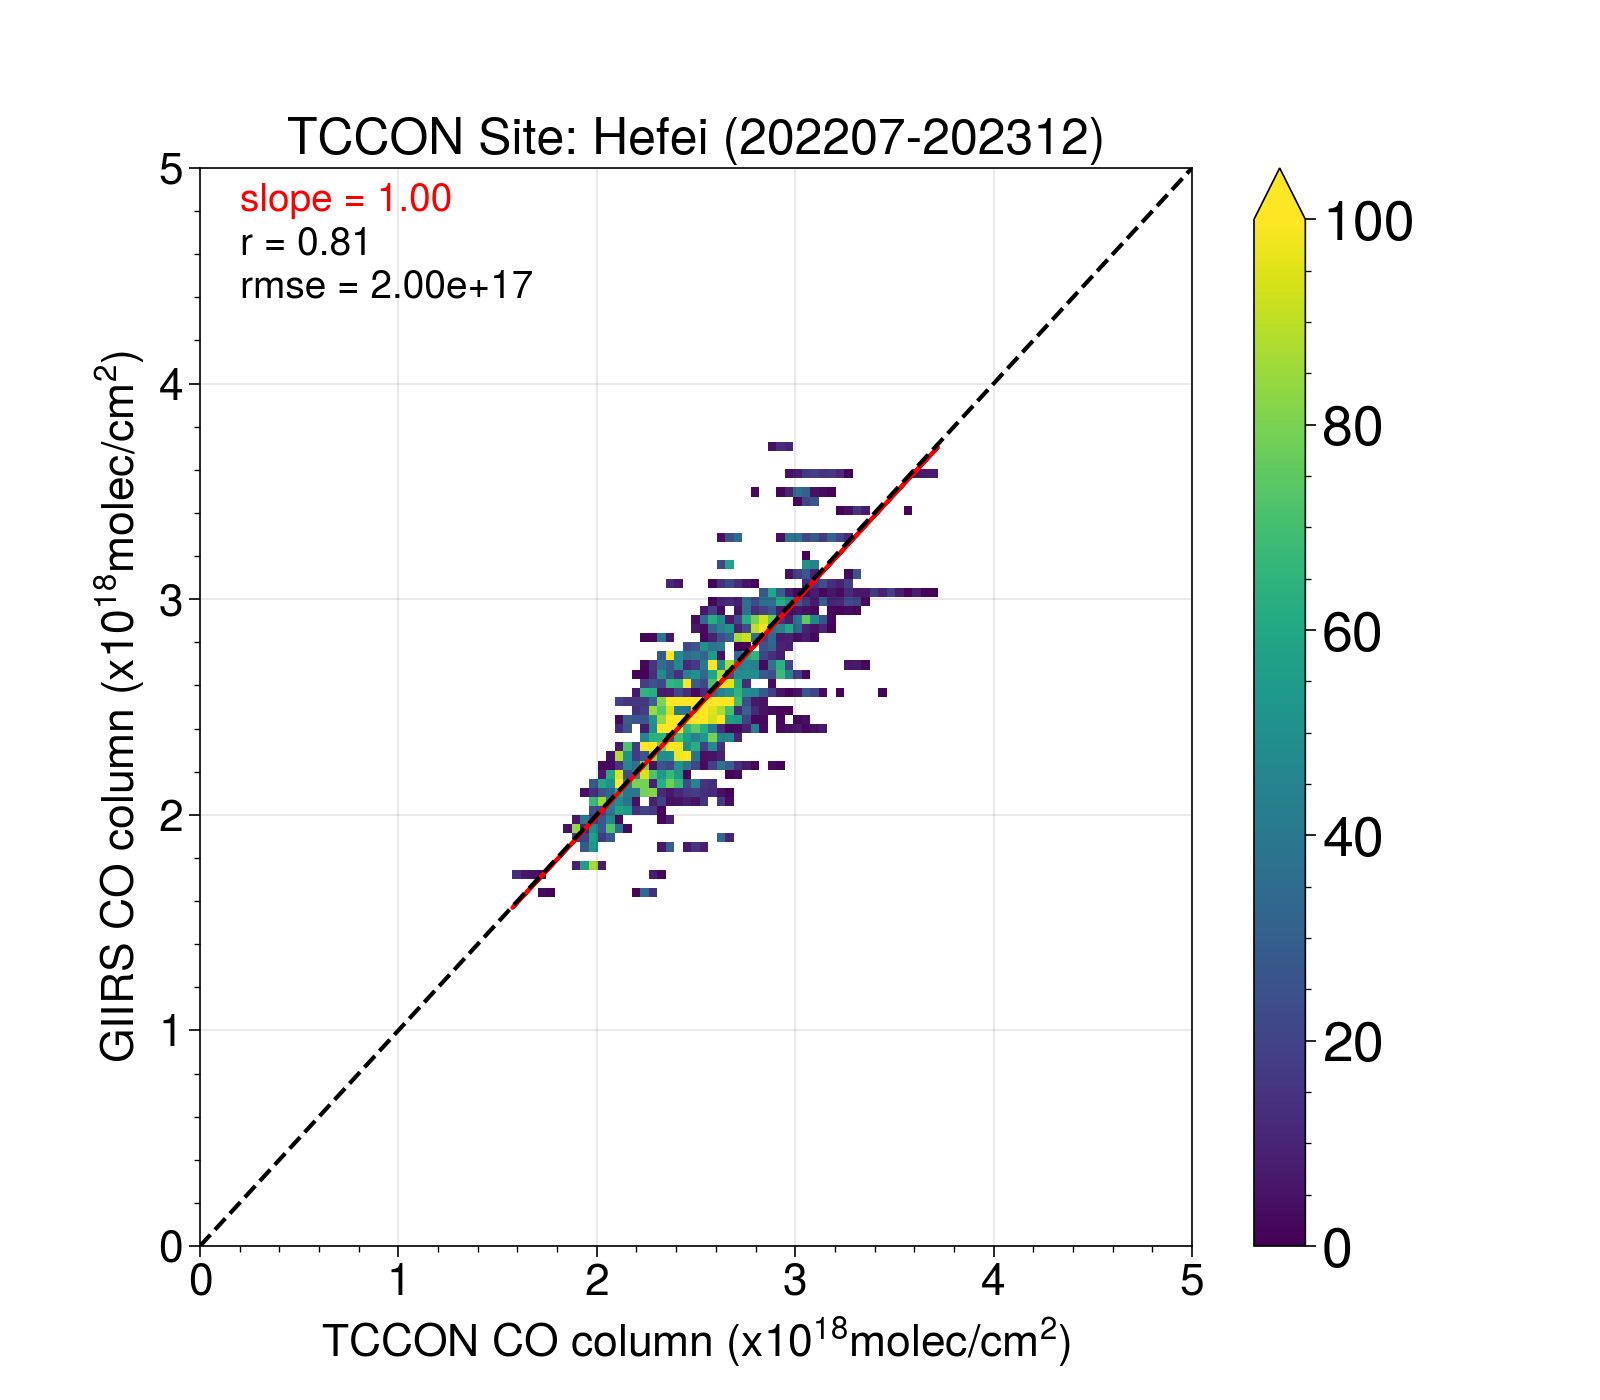 TCCON Site: Hefei (202207-202312)
slope = 1.00
r = 0.81
rmse = 2.00e+17
GIIRS CO column (x10¹⁸molec/cm²)
5
4
3
2
1
0
0 1 2 3 4 5
TCCON CO column (x10¹⁸molec/cm²)
100
80
60
40
20
0